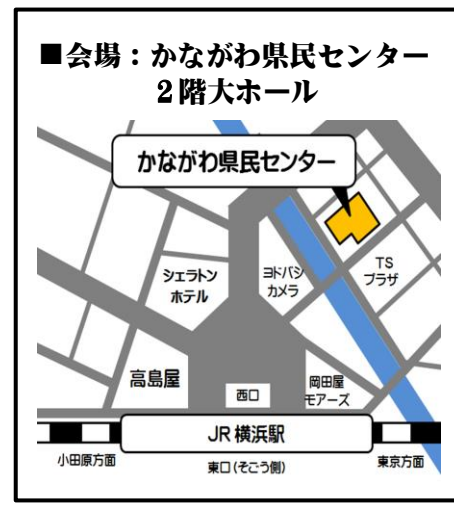 ■会場：かながわ県民センター
２階大ホール
かながわ県民センター
シェラトン
ホテル
ヨドバシ
カメラ
TS
プラザ
高島屋
西口
岡田屋
モアーズ
JR 横浜駅
小田原方面
東口(そごう側)
東京方面